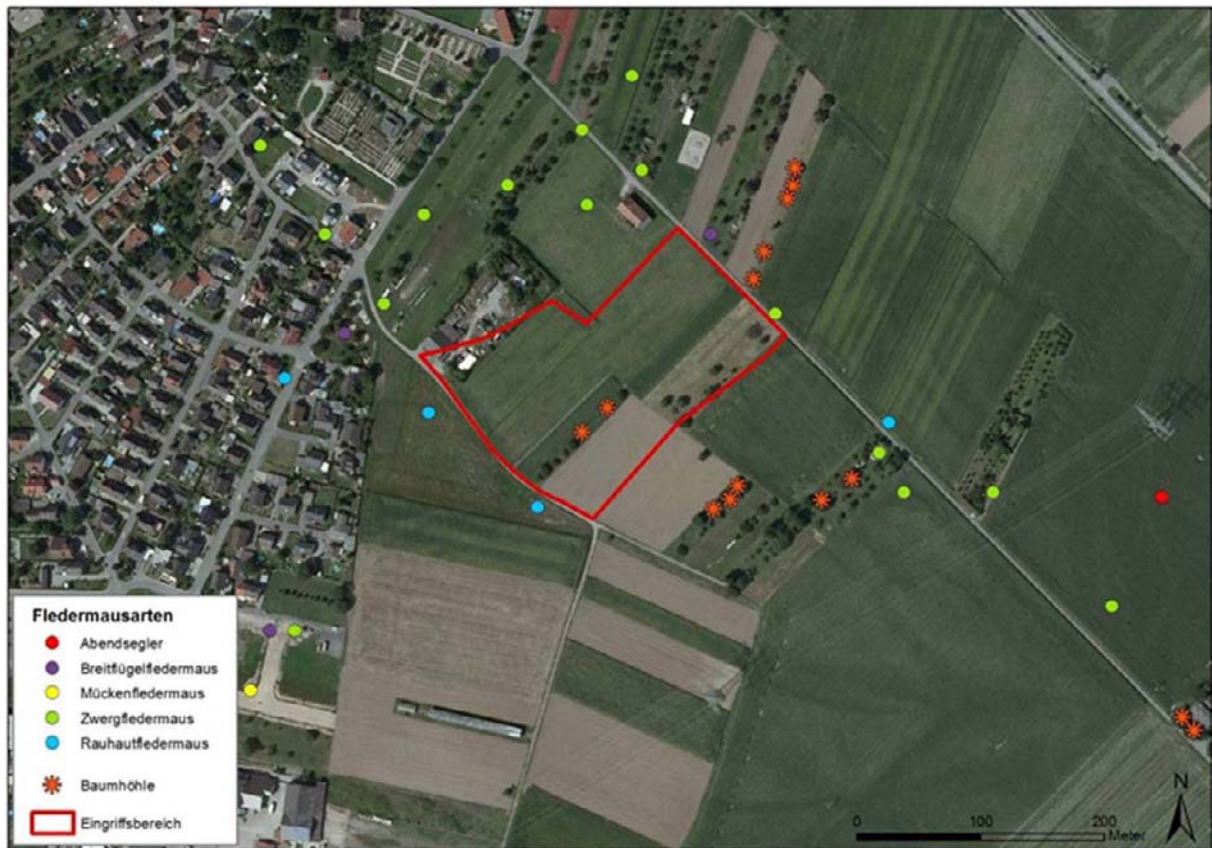 Fledermausarten
Abendsegler
Breitflügelfledermaus
Mückenfledermaus
Zwergfledermaus
Rauhautfledermaus
Baumhöhle
Eingriffsbereich
N
0 100 200
Meter